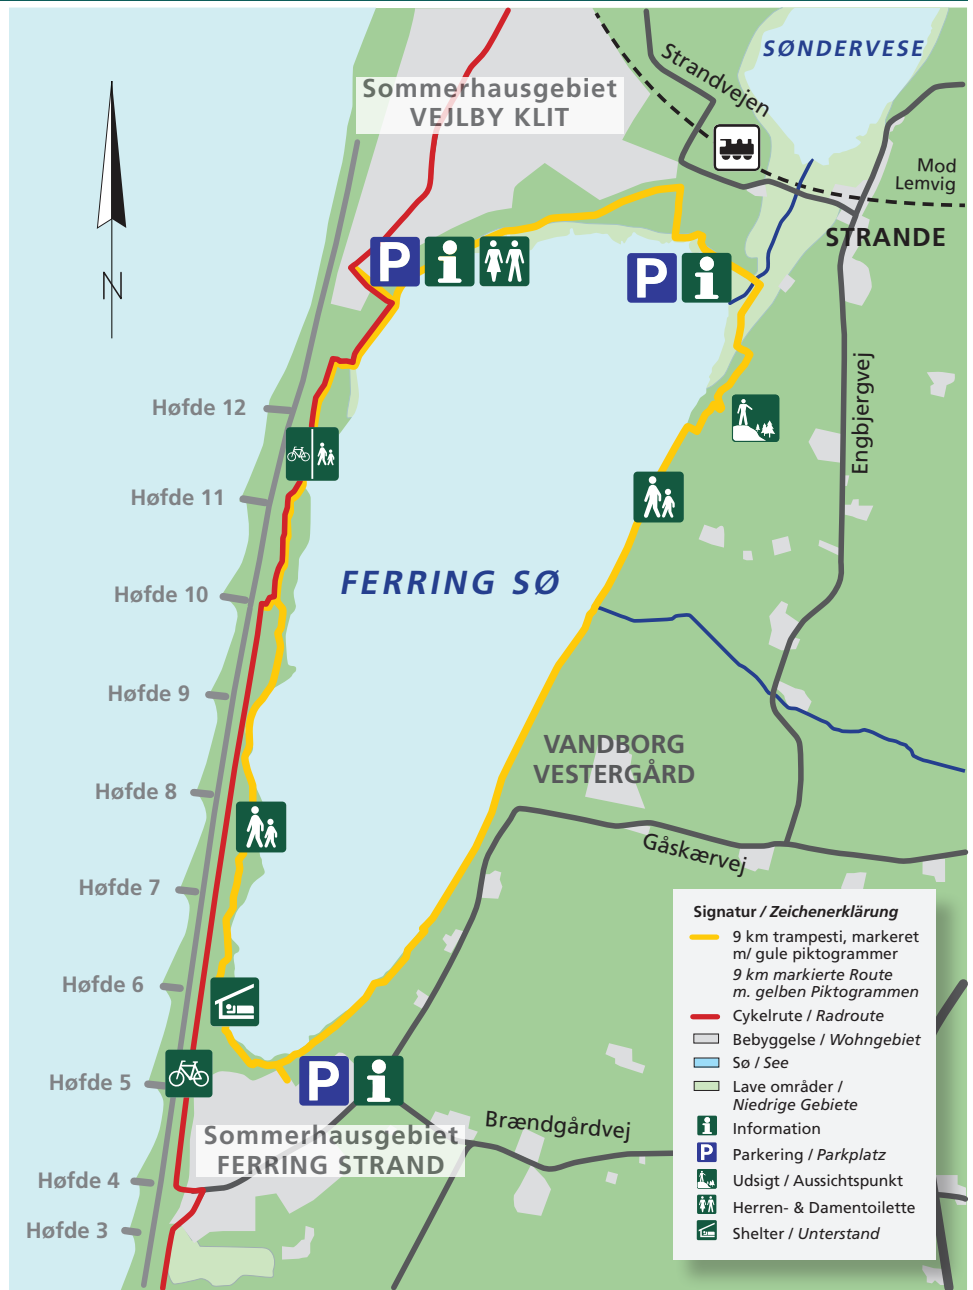 SØNDERVESE
Strandvejen
Sommerhausgebiet
VEJLBY KLIT
Mod
Lemvig
STRANDE
P
i
P
i
N
Engbjergvej
Høfde 12
Høfde 11
FERRING SØ
Høfde 10
Høfde 9
VANDBORG
VESTERGÅRD
Høfde 8
Gåskærvej
Høfde 7
Høfde 6
Høfde 5
P
i
Brændgårdvej
Sommerhausgebiet
FERRING STRAND
Høfde 4
Høfde 3
Signatur / Zeichenerklärung
9 km trampesti, markeret
m/ gule piktogrammer
9 km markierte Route
m. gelben Piktogrammen
Cykelrute / Radroute
Bebyggelse / Wohngebiet
Sø / See
Lave områder /
Niedrige Gebiete
i Information
P Parkering / Parkplatz
Udsigt / Aussichtspunkt
Herren- & Damentoilette
Shelter / Unterstand